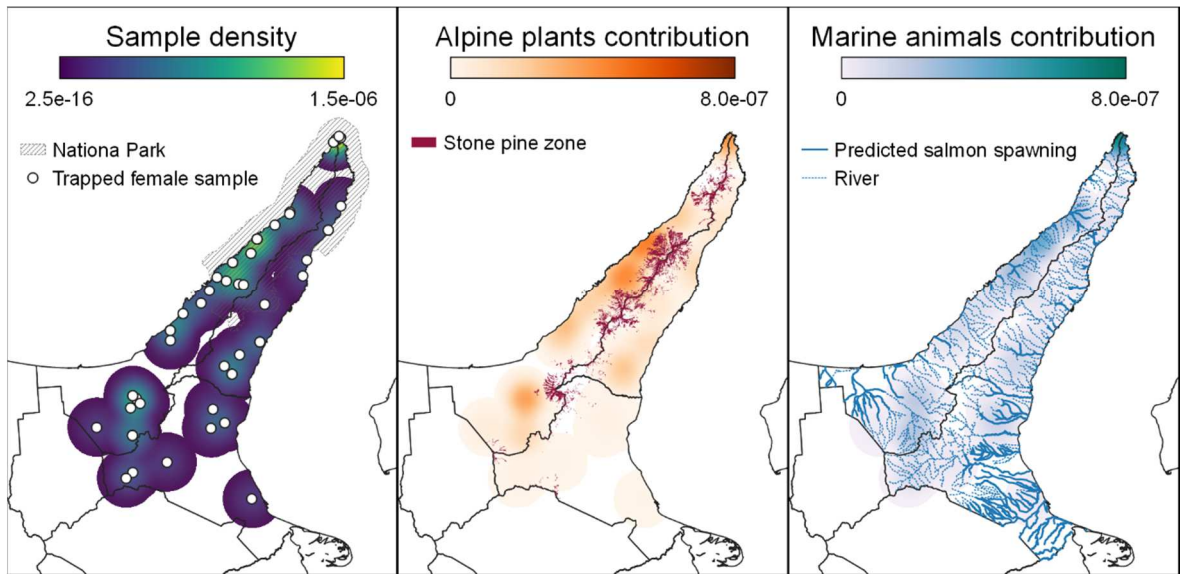 Sample density
2.5e-16 1.5e-06
Nationa Park
Trapped female sample
Alpine plants contribution
0 8.0e-07
Stone pine zone
Marine animals contribution
0 8.0e-07
Predicted salmon spawning
River